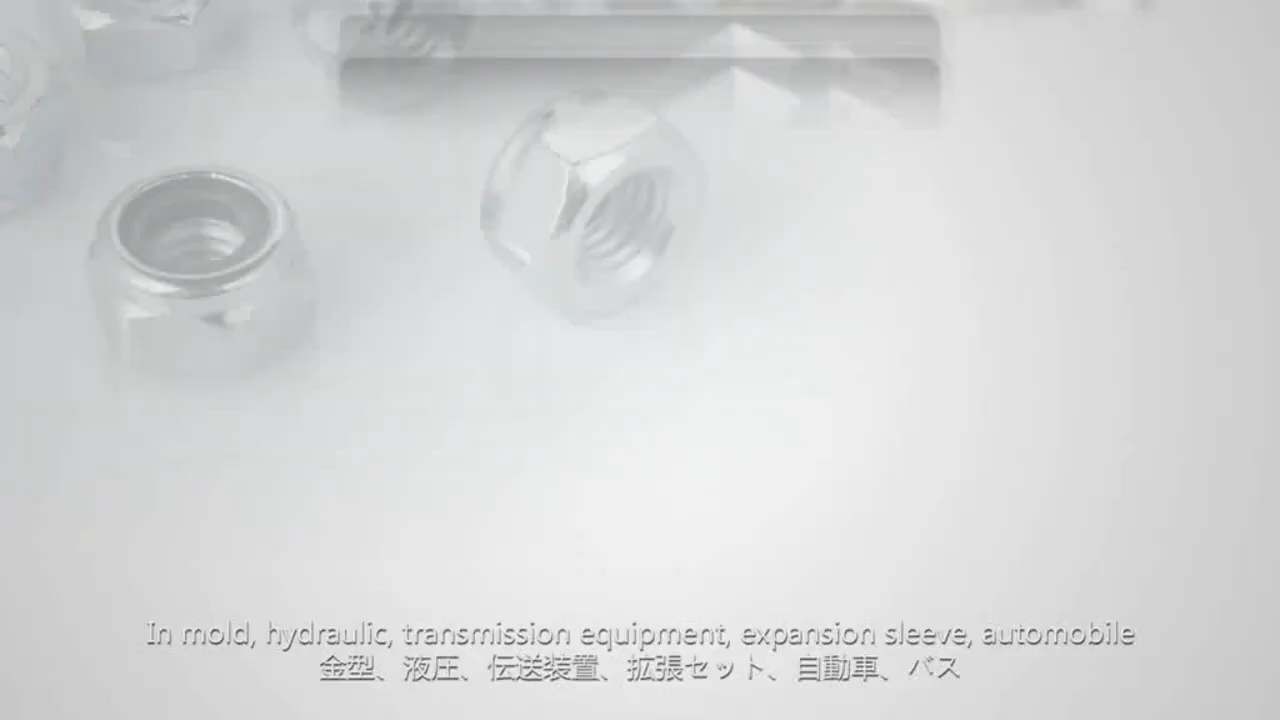 In mold, hydraulic, transmission equipment, expansion sleeve, automobile
金型、液圧、伝送装置、拡張セット、自動車、バス